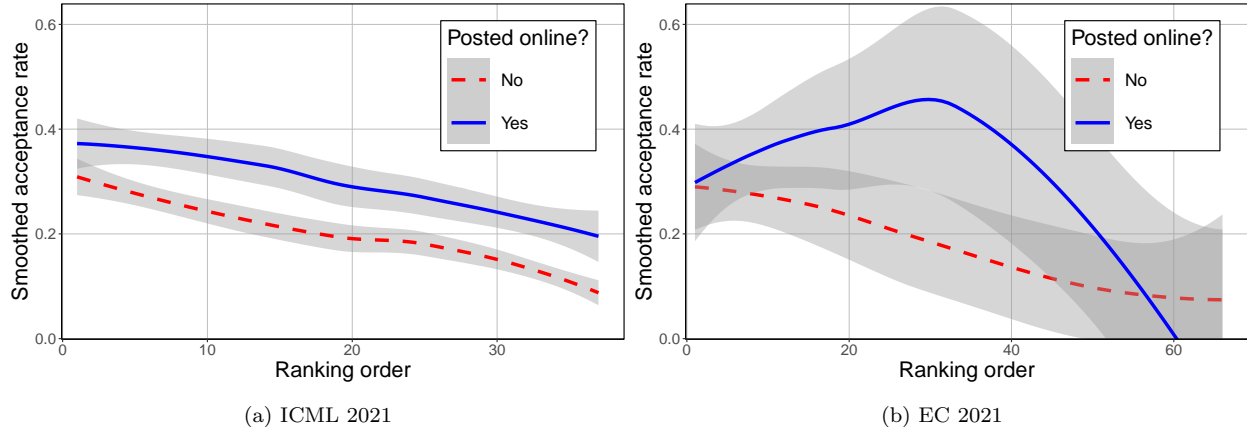 Smoothed acceptance rate
0.6
0.4
0.2
0.0
Posted online?
No
Yes
0
10
20
30
Ranking order
(a) ICML 2021
Smoothed acceptance rate
0.6
0.4
0.2
0.0
Posted online?
No
Yes
0
20
40
60
Ranking order
(b) EC 2021